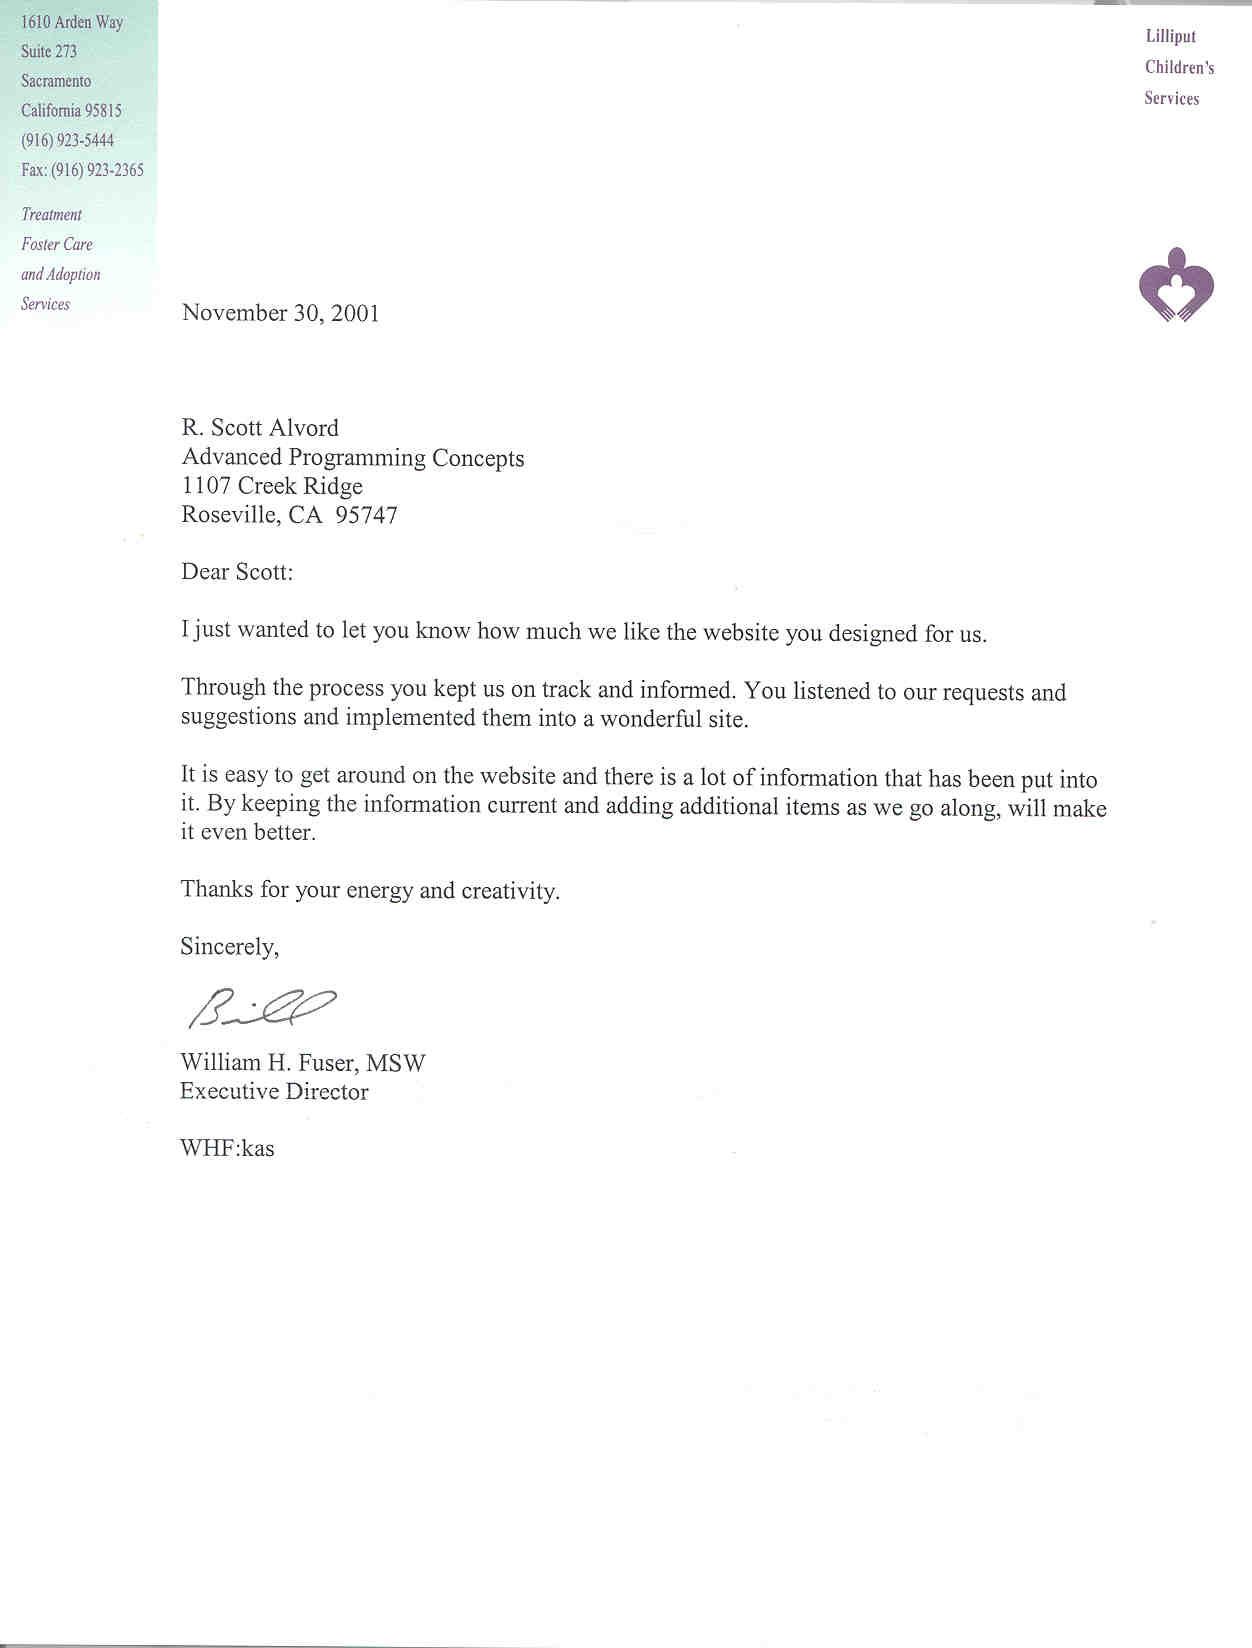 1610 Arden Way
Suite 273
Sacramento
California 95815
(916) 923-5444
Fax: (916) 923-2365
Treatment
Foster Care
and Adoption
Services
Lilliput
Children's
Services
November 30, 2001
R. Scott Alvord
Advanced Programming Concepts
1107 Creek Ridge
Roseville, CA  95747
Dear Scott:
I just wanted to let you know how much we like the website you designed for us.
Through the process you kept us on track and informed. You listened to our requests and
suggestions and implemented them into a wonderful site.
It is easy to get around on the website and there is a lot of information that has been put into
it. By keeping the information current and adding additional items as we go along, will make
it even better.
Thanks for your energy and creativity.
Sincerely,
Bill
William H. Fuser, MSW
Executive Director
WHF:kas